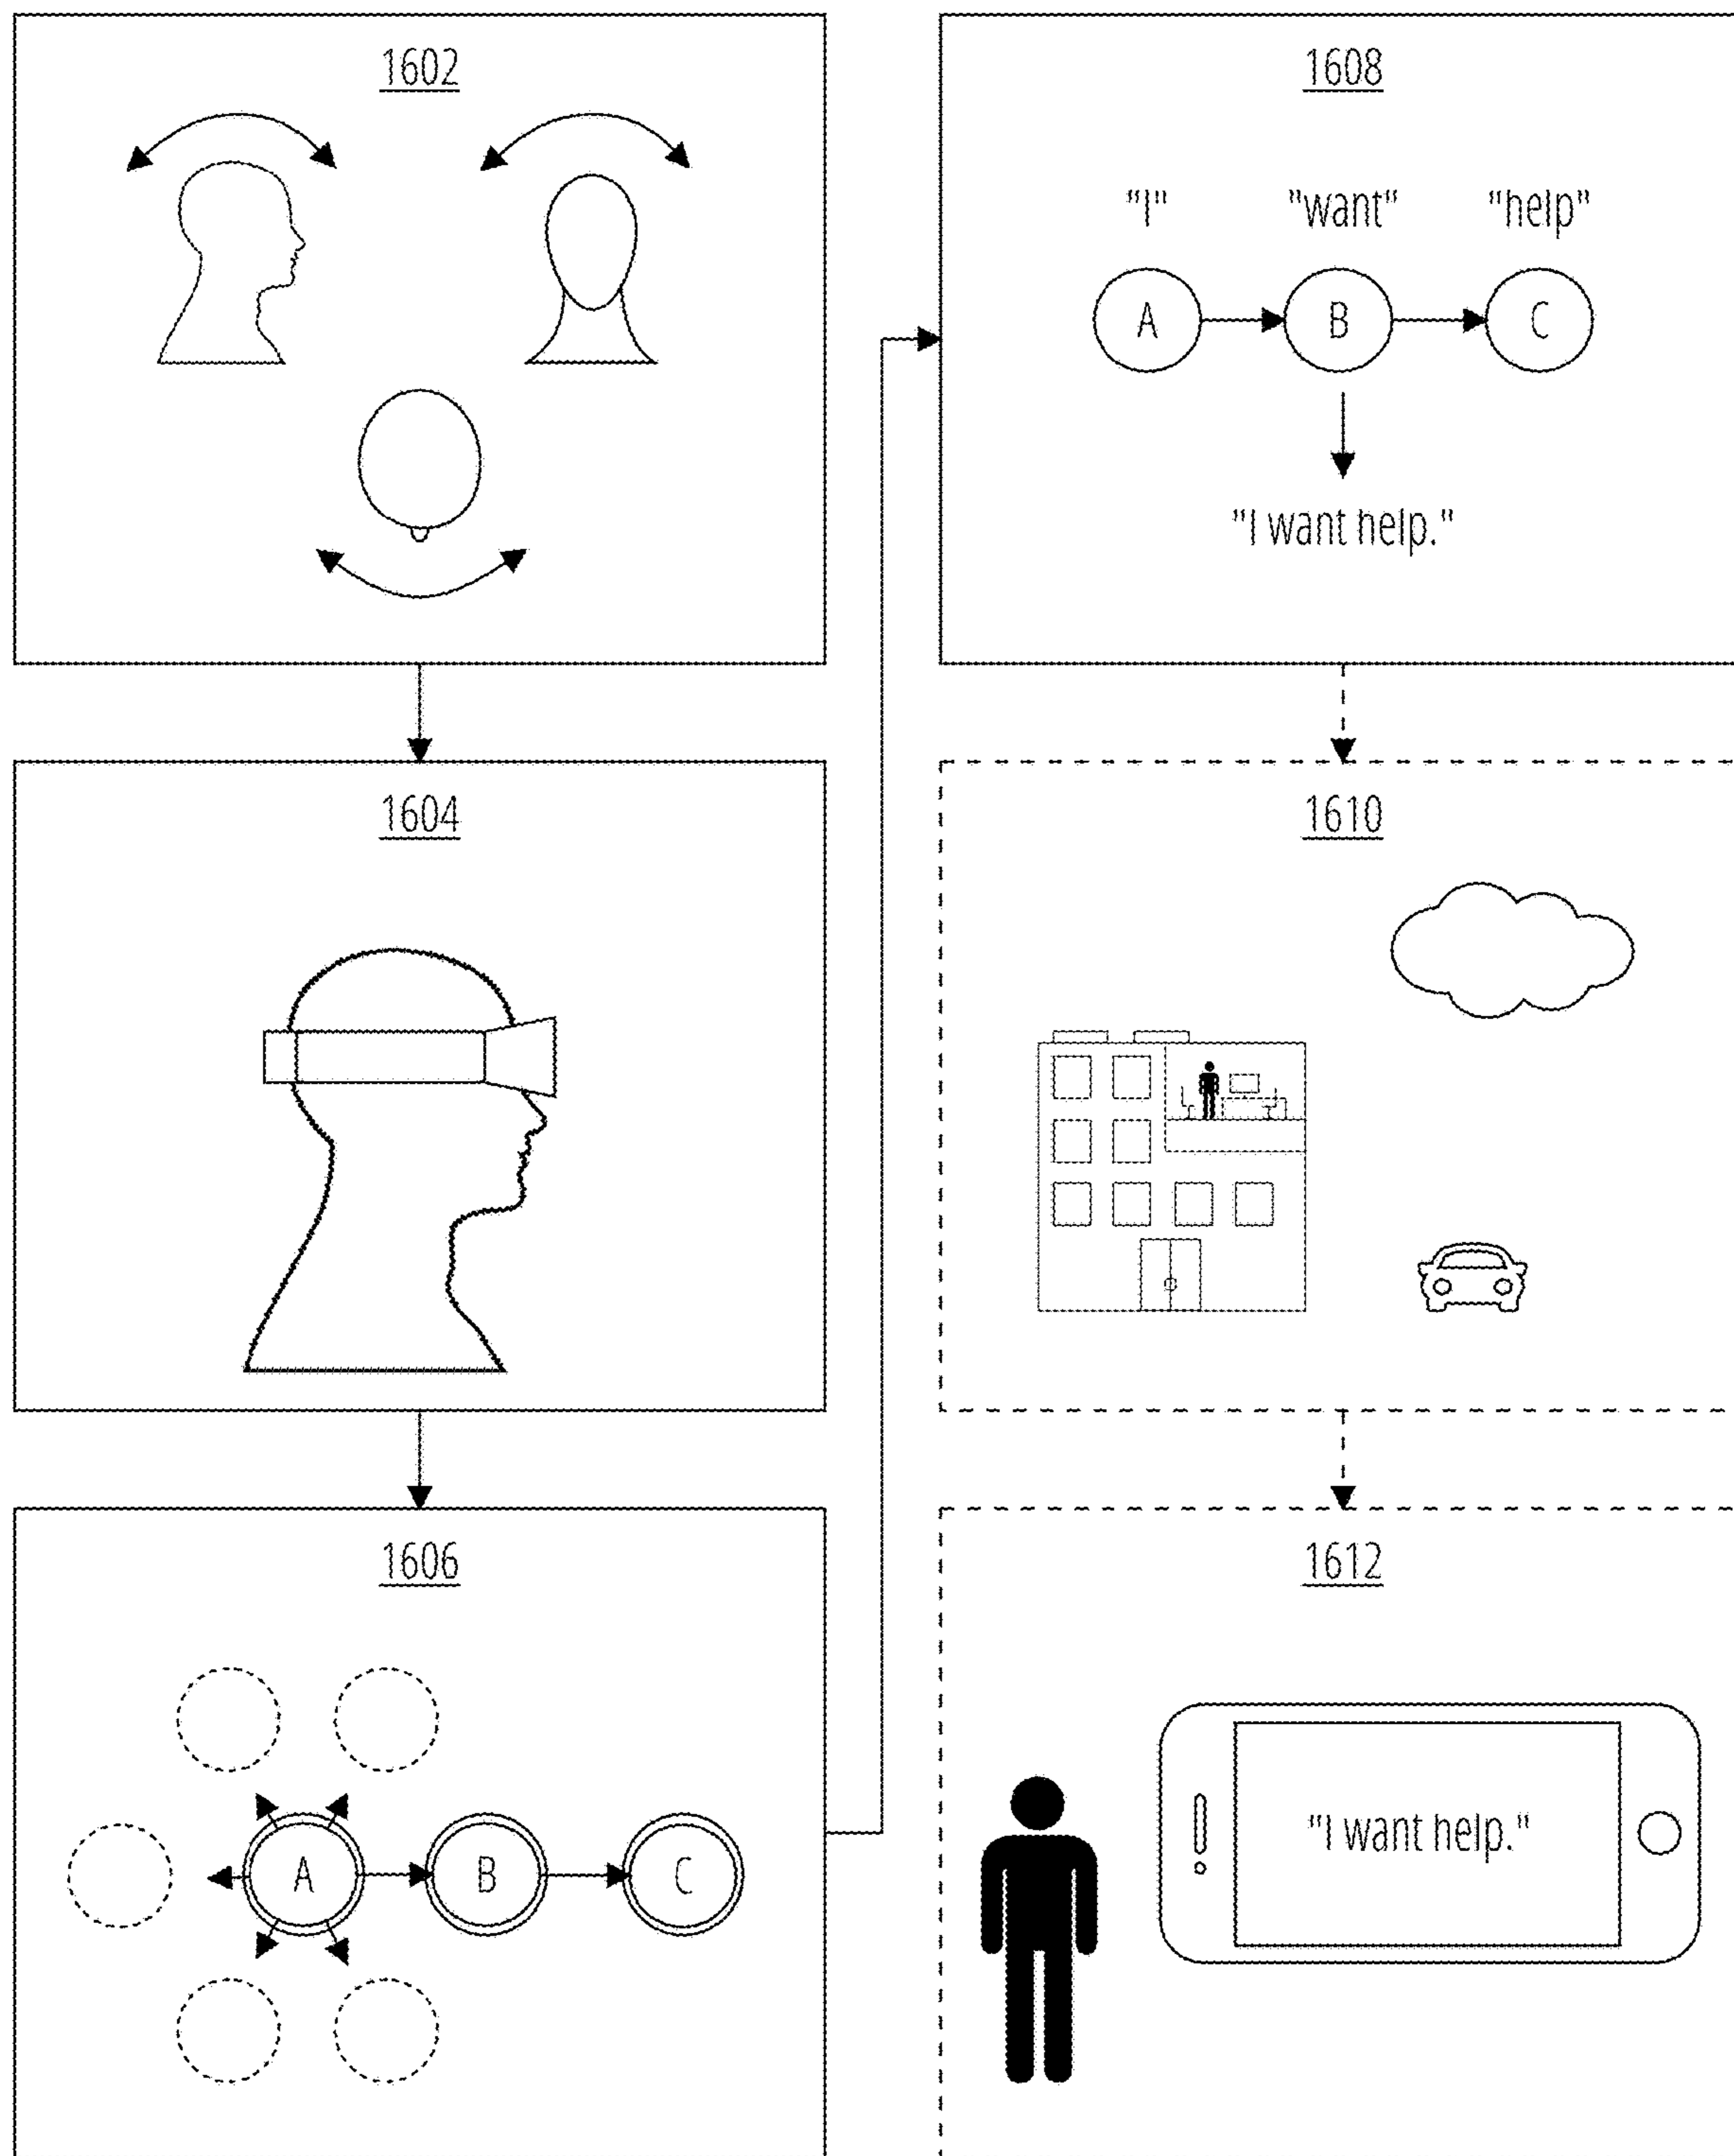 1602
1604
1606
A B C
1608
"I" "want" "help"
A B C
"I want help."
1610
1612
"I want help."